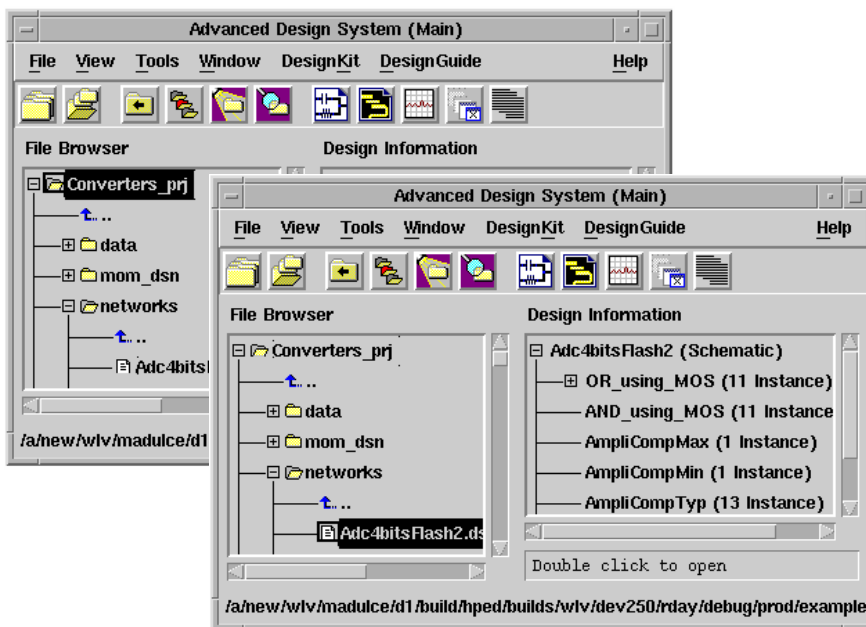 Advanced Design System (Main)
File View Tools Window DesignKit DesignGuide Help
File Browser Design Information
Converters_prj
..
data
mom_dsn
networks
..
/a/new/wlv/madulce/d1
Advanced Design System (Main)
File View Tools Window DesignKit DesignGuide Help
File Browser Design Information
Converters_prj
..
data
mom_dsn
networks
..
Adc4bitsFlash2.ds
Adc4bitsFlash2 (Schematic)
OR_using_MOS (11 Instance)
AND_using_MOS (11 Instance
AmpliCompMax (1 Instance)
AmpliCompMin (1 Instance)
AmpliCompTyp (13 Instance)
Double click to open
/a/new/wlv/madulce/d1/build/hped/builds/wlv/dev250/rday/debug/prod/example